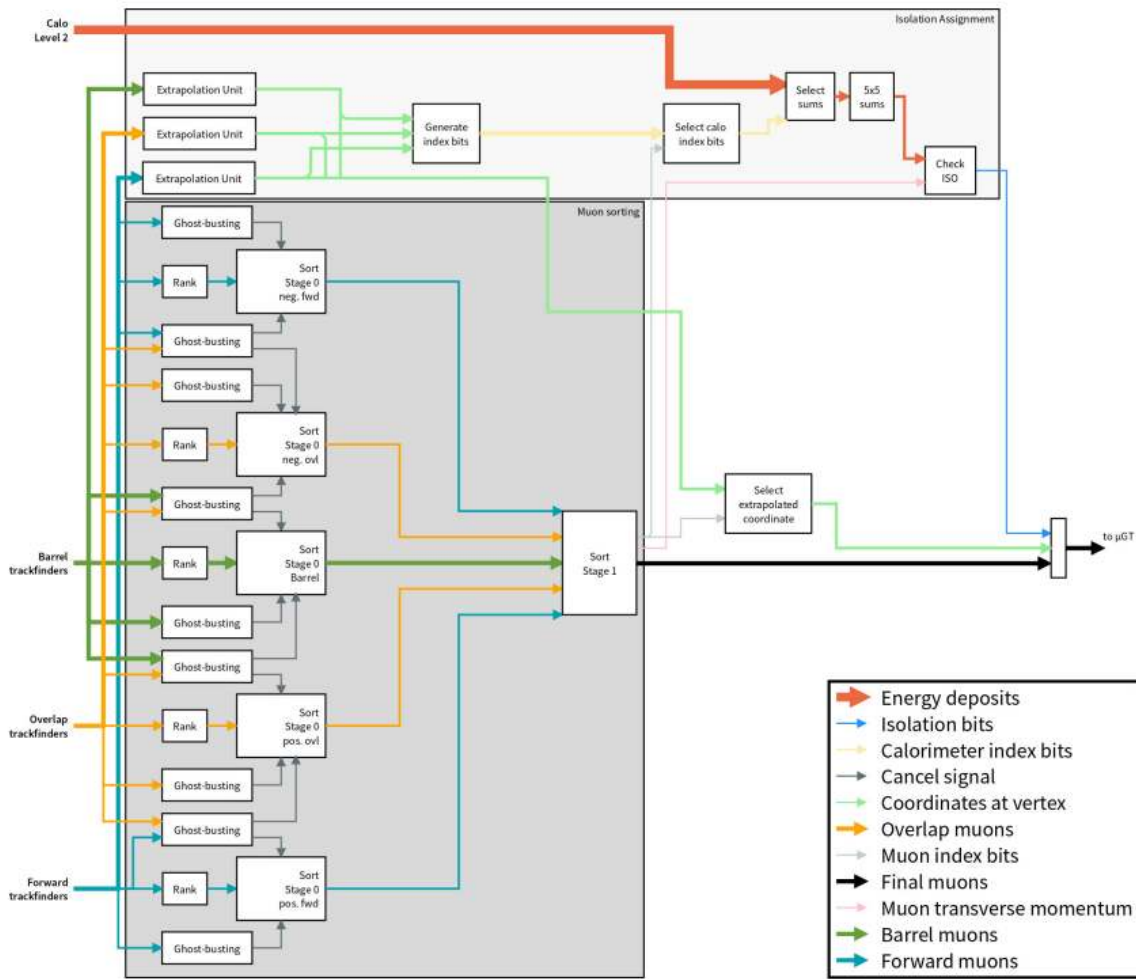 Calo
Level 2
Isolation Assignment
Extrapolation Unit
Extrapolation Unit
Extrapolation Unit
Generate
index bits
Select calo
index bits
Select
sums
5x5
sums
Check
ISO
Muon sorting
Ghost-busting
Rank
Sort
Stage 0
neg. fwd
Ghost-busting
Ghost-busting
Rank
Sort
Stage 0
neg. ovl
Ghost-busting
Barrel
trackfinders
Rank
Sort
Stage 0
Barrel
Ghost-busting
Ghost-busting
Overlap
trackfinders
Rank
Sort
Stage 0
pos. ovl
Ghost-busting
Ghost-busting
Forward
trackfinders
Rank
Sort
Stage 0
pos. fwd
Ghost-busting
Sort
Stage 1
Select
extrapolated
coordinate
to µGT
Energy deposits
Isolation bits
Calorimeter index bits
Cancel signal
Coordinates at vertex
Overlap muons
Muon index bits
Final muons
Muon transverse momentum
Barrel muons
Forward muons